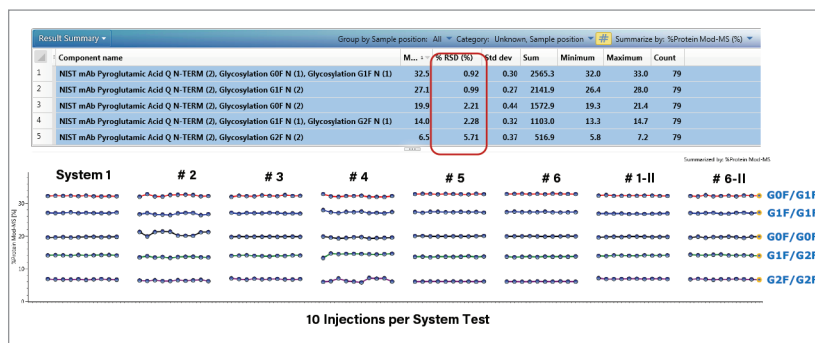 Result Summary
Group by Sample position: All Category: Unknown, Sample position # Summarize by: %Protein Mod-MS (%)
Component name M... 1 % RSD (%) Std dev Sum Minimum Maximum Count
1 NIST mAb Pyroglutamic Acid Q N-TERM (2), Glycosylation G0F N (1), Glycosylation G1F N (1) 32.5 0.92 0.30 2565.3 32.0 33.0 79
2 NIST mAb Pyroglutamic Acid Q N-TERM (2), Glycosylation G1F N (2) 27.1 0.99 0.27 2141.9 26.4 28.0 79
3 NIST mAb Pyroglutamic Acid Q N-TERM (2), Glycosylation G0F N (2) 19.9 2.21 0.44 1572.9 19.3 21.4 79
4 NIST mAb Pyroglutamic Acid Q N-TERM (2), Glycosylation G1F N (1), Glycosylation G2F N (1) 14.0 2.28 0.32 1103.0 13.3 14.7 79
5 NIST mAb Pyroglutamic Acid Q N-TERM (2), Glycosylation G2F N (2) 6.5 5.71 0.37 516.9 5.8 7.2 79
Summarized by: %Protein Mod-MS
System 1 # 2 # 3 # 4 # 5 # 6 # 1-II # 6-II
%Protein Mod-MS (%)
G0F/G1F
30
G1F/G1F
20
G0F/G0F
G1F/G2F
10
G2F/G2F
0
10 Injections per System Test